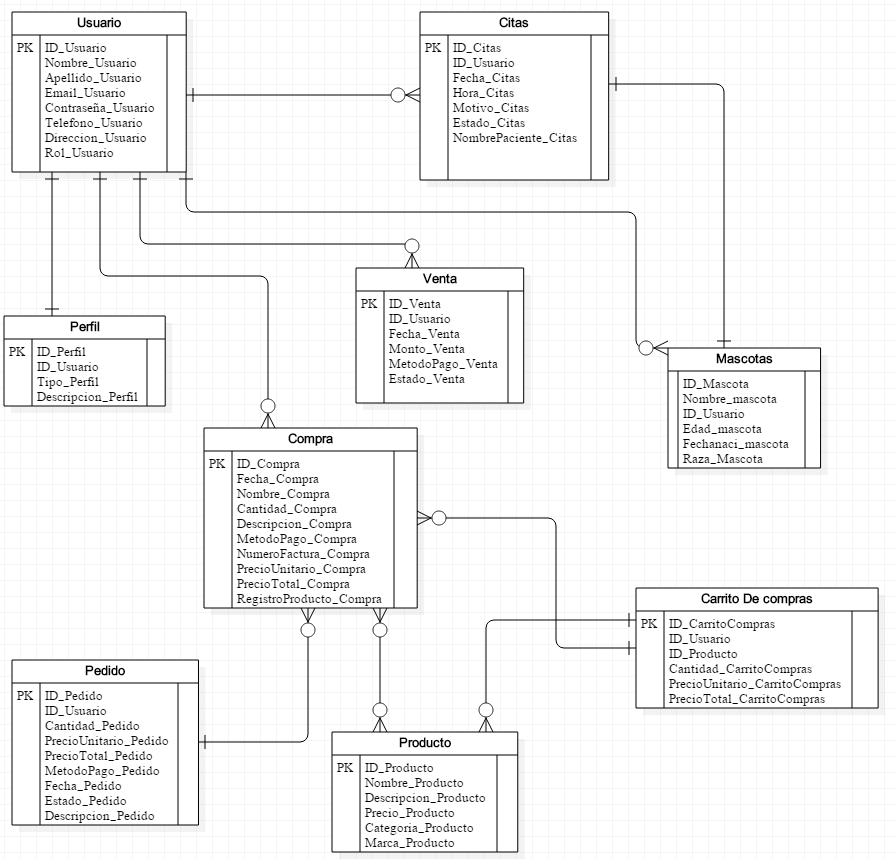 Usuario
PK
ID_Usuario
Nombre_Usuario
Apellido_Usuario
Email_Usuario
Contraseña_Usuario
Telefono_Usuario
Direccion_Usuario
Rol_Usuario
Citas
PK
ID_Citas
ID_Usuario
Fecha_Citas
Hora_Citas
Motivo_Citas
Estado_Citas
NombrePaciente_Citas
Venta
PK
ID_Venta
ID_Usuario
Fecha_Venta
Monto_Venta
MetodoPago_Venta
Estado_Venta
Perfil
PK
ID_Perfil
ID_Usuario
Tipo_Perfil
Descripcion_Perfil
Mascotas
ID_Mascota
Nombre_mascota
ID_Usuario
Edad_mascota
Fechanaci_mascota
Raza_Mascota
Compra
PK
ID_Compra
Fecha_Compra
Nombre_Compra
Cantidad_Compra
Descripcion_Compra
MetodoPago_Compra
NumeroFactura_Compra
PrecioUnitario_Compra
PrecioTotal_Compra
RegistroProducto_Compra
Carrito De compras
PK
ID_CarritoCompras
ID_Usuario
ID_Producto
Cantidad_CarritoCompras
PrecioUnitario_CarritoCompras
PrecioTotal_CarritoCompras
Pedido
PK
ID_Pedido
ID_Usuario
Cantidad_Pedido
PrecioUnitario_Pedido
PrecioTotal_Pedido
MetodoPago_Pedido
Fecha_Pedido
Estado_Pedido
Descripcion_Pedido
Producto
PK
ID_Producto
Nombre_Producto
Descripcion_Producto
Precio_Producto
Categoria_Producto
Marca_Producto